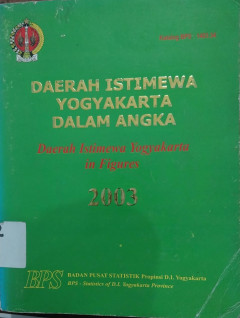 DAERAH ISTIMEWA
YOGYAKARTA
DALAM ANGKA
Daerah Istimewa Yogyakarta
in Figures
2003
BPS
BADAN PUSAT STATISTIK Propinsi D.I. Yogyakarta
BPS - Statistics of D.I. Yogyakarta Province